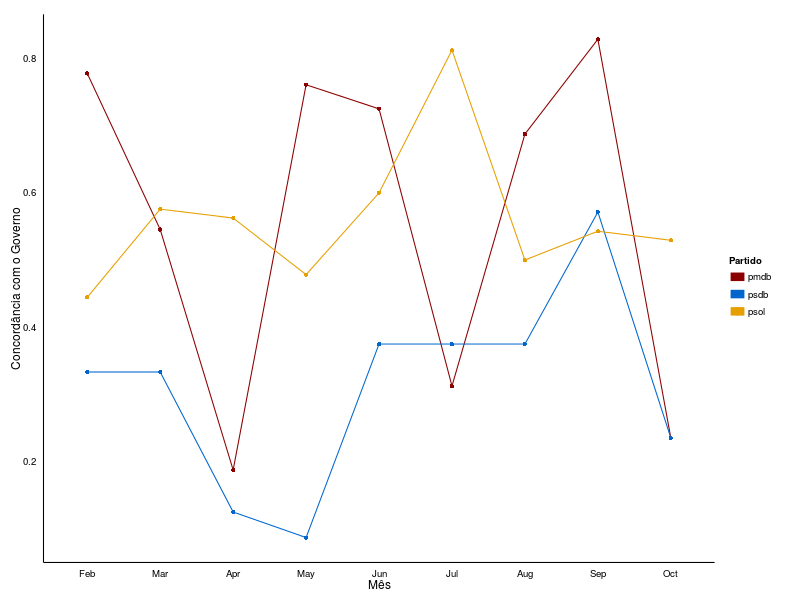 Concordância com o Governo
0.8
0.6
0.4
0.2
Feb Mar Apr May Jun Jul Aug Sep Oct
Mês
Partido
pmdb
psdb
psol